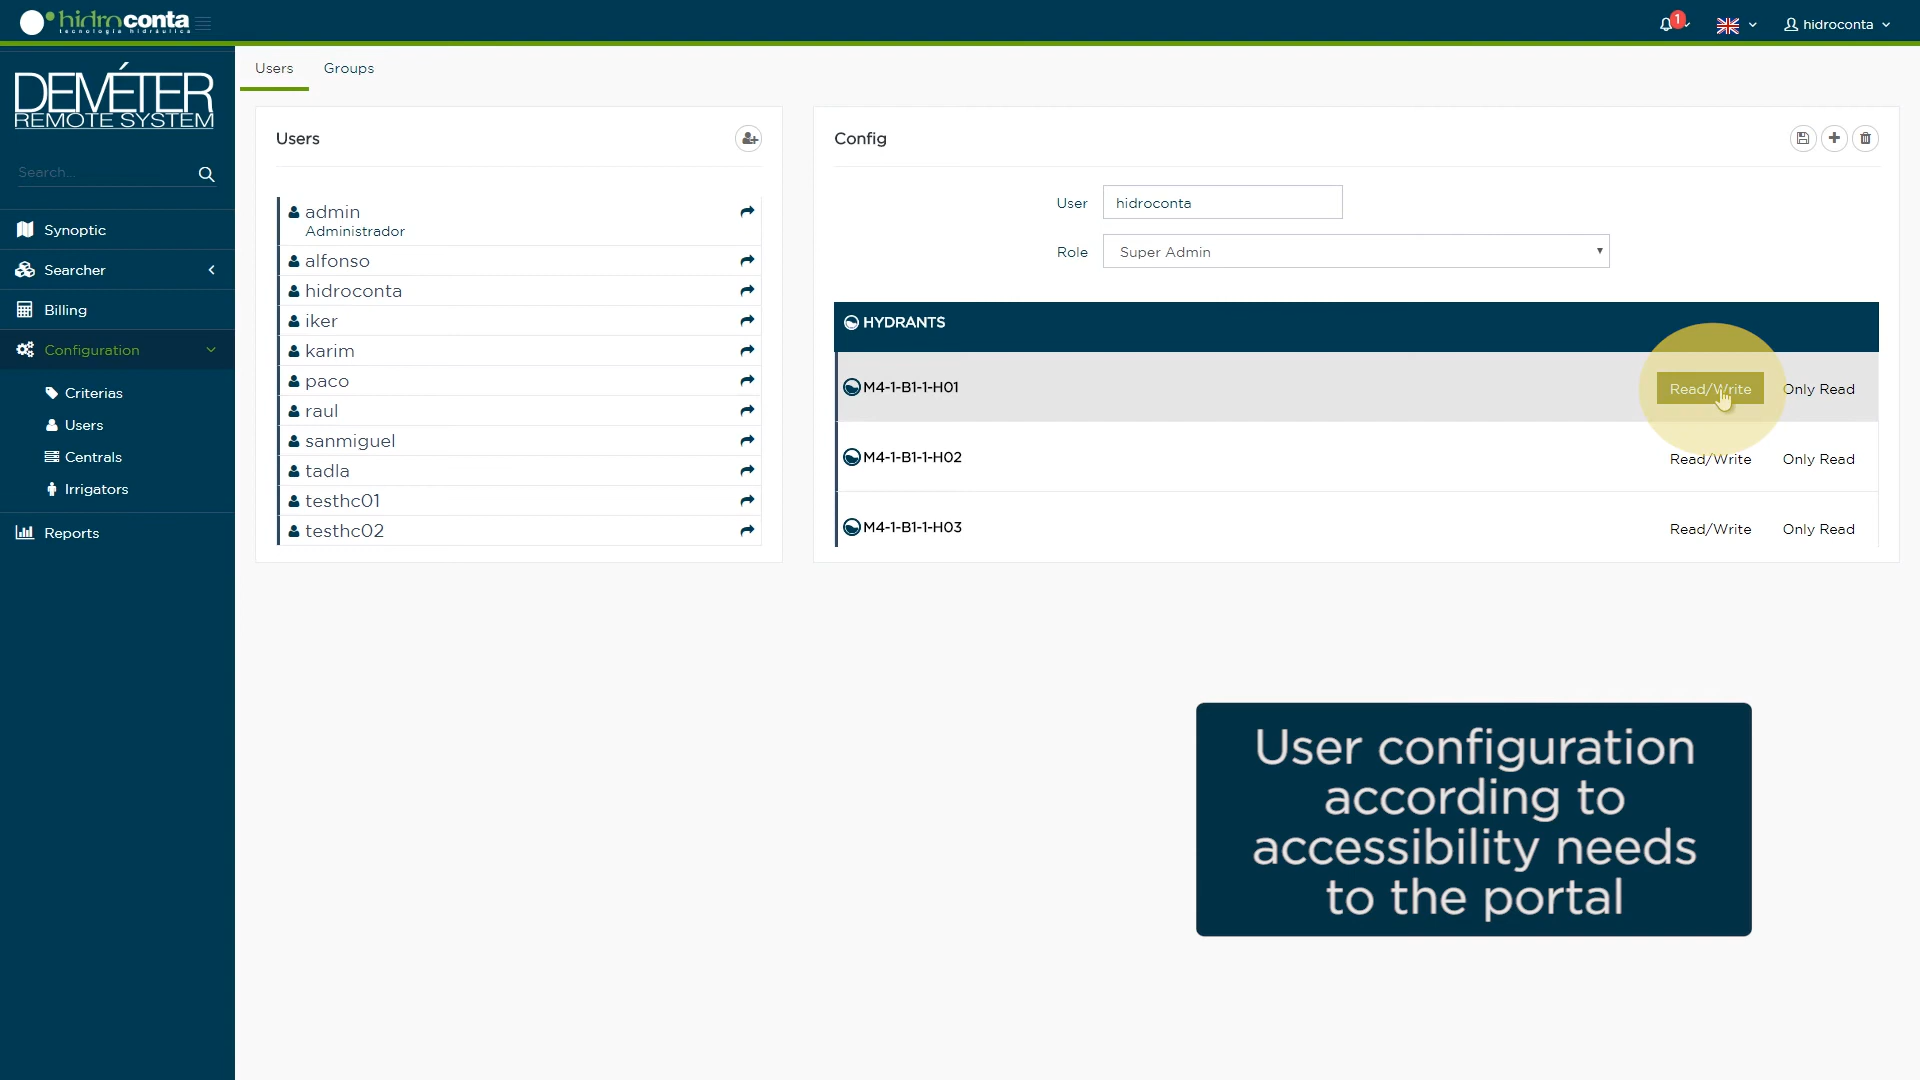 hidroconta
tecnología hidráulica
1
hidroconta
DEMÉTER
REMOTE SYSTEM
Search...
Synoptic
Searcher
Billing
Configuration
Criterias
Users
Centrals
Irrigators
Reports
Users Groups
Users
admin
Administrador
alfonso
hidroconta
iker
karim
paco
raul
sanmiguel
tadla
testhc01
testhc02
Config
User hidroconta
Role Super Admin
HYDRANTS
M4-1-B1-1-H01 Read/Write Only Read
M4-1-B1-1-H02 Read/Write Only Read
M4-1-B1-1-H03 Read/Write Only Read
User configuration
according to
accessibility needs
to the portal